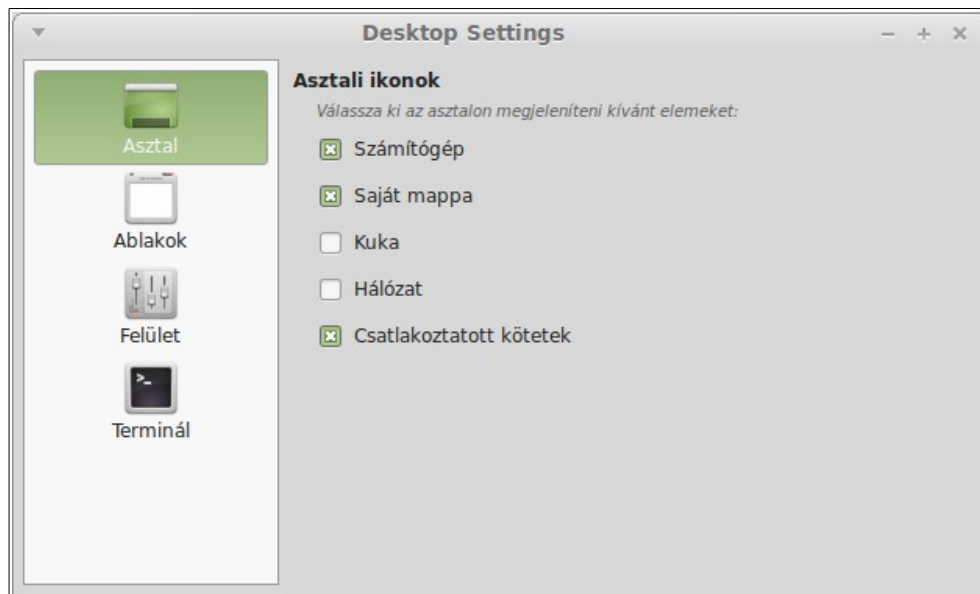 Desktop Settings
Asztal
Ablakok
Felület
>_
Terminál
Asztali ikonok
Válassza ki az asztalon megjeleníteni kívánt elemeket:
Számítógép
Saját mappa
Kuka
Hálózat
Csatlakoztatott kötetek